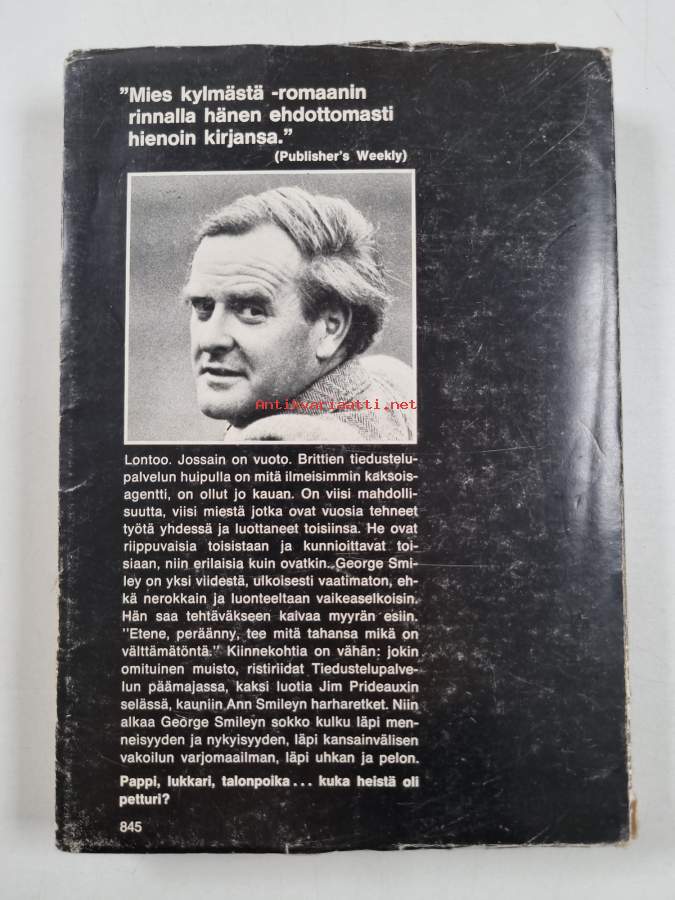 "Mies kylmästä -romaanin
rinnalla hänen ehdottomasti
hienoin kirjansa."
(Publisher's Weekly)
Antikvariaatti.net
Lontoo. Jossain on vuoto. Brittien tiedustelu-
palvelun huipulla on mitä ilmeisimmin kaksois-
agentti, on ollut jo kauan. On viisi mahdolli-
suutta, viisi miestä jotka ovat vuosia tehneet
työtä yhdessä ja luottaneet toisiinsa. He ovat
riippuvaisia toisistaan ja kunnioittavat toi-
siaan, niin erilaisia kuin ovatkin. George Smi-
ley on yksi viidestä, ulkoisesti vaatimaton, eh-
kä nerokkain ja luonteeltaan vaikeaselkoisin.
Hän saa tehtäväkseen kaivaa myyrän esiin.
"Etene, peräänny, tee mitä tahansa mikä on
välttämätöntä." Kiinnekohtia on vähän: jokin
omituinen muisto, ristiriidat Tiedustelupalve-
lun päämajassa, kaksi luotia Jim Prideauxin
selässä, kauniin Ann Smileyn harharetket. Niin
alkaa George Smileyn sokko kulku läpi men-
neisyyden ja nykyisyyden, läpi kansainvälisen
vakoilun varjomaailman, läpi uhkan ja pelon.
Pappi, lukkari, talonpoika... kuka heistä oli
petturi?
845